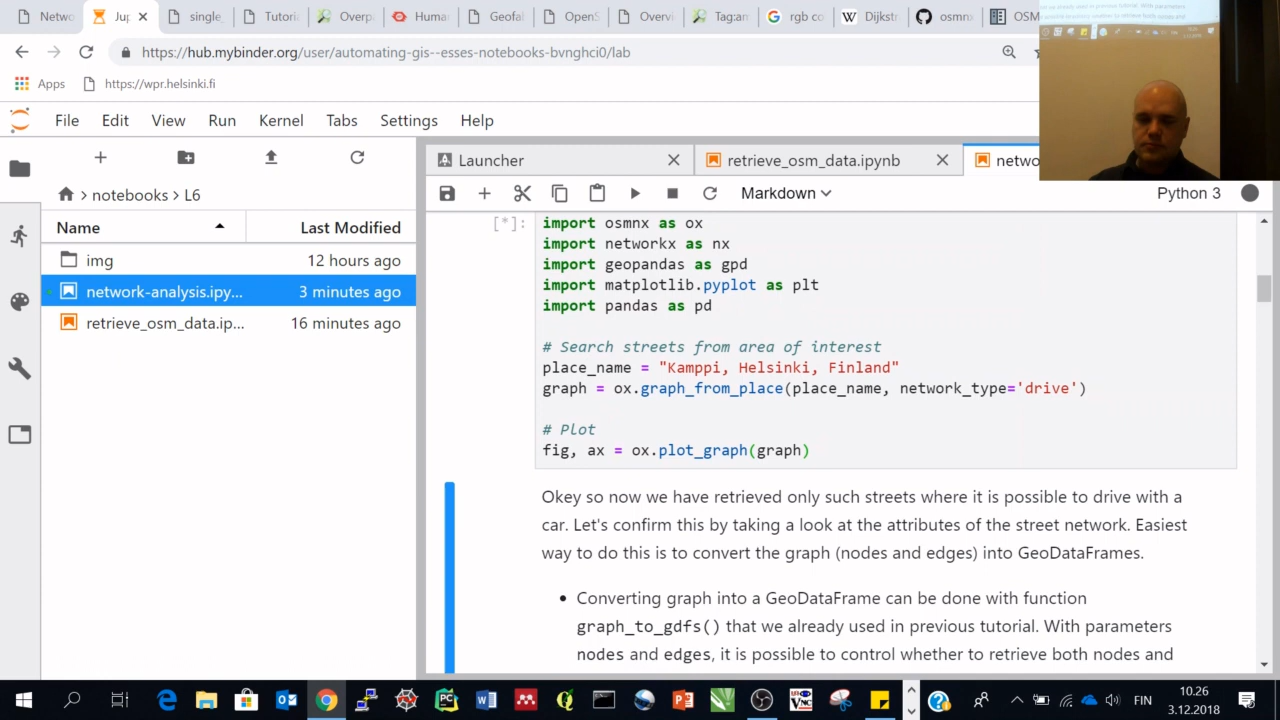 Netwo
Jup
single_
Tutori
Overp
Humar
Geofal
OpenS
Overvi
Tag:an
rgb co
Dijkst
osmnx
OSM
https://hub.mybinder.org/user/automating-gis--esses-notebooks-bvnghci0/lab
Apps
https://wpr.helsinki.fi
File Edit View Run Kernel Tabs Settings Help
Launcher
retrieve_osm_data.ipynb
netwo
notebooks > L6
Markdown
Python 3
Name
Last Modified
img 12 hours ago
network-analysis.ipy... 3 minutes ago
retrieve_osm_data.ip... 16 minutes ago
[*]:
import osmnx as ox
import networkx as nx
import geopandas as gpd
import matplotlib.pyplot as plt
import pandas as pd
# Search streets from area of interest
place_name = "Kamppi, Helsinki, Finland"
graph = ox.graph_from_place(place_name, network_type='drive')
# Plot
fig, ax = ox.plot_graph(graph)
Okey so now we have retrieved only such streets where it is possible to drive with a
car. Let's confirm this by taking a look at the attributes of the street network. Easiest
way to do this is to convert the graph (nodes and edges) into GeoDataFrames.
• Converting graph into a GeoDataFrame can be done with function
graph_to_gdfs() that we already used in previous tutorial. With parameters
nodes and edges, it is possible to control whether to retrieve both nodes and
FIN
10.26
3.12.2018